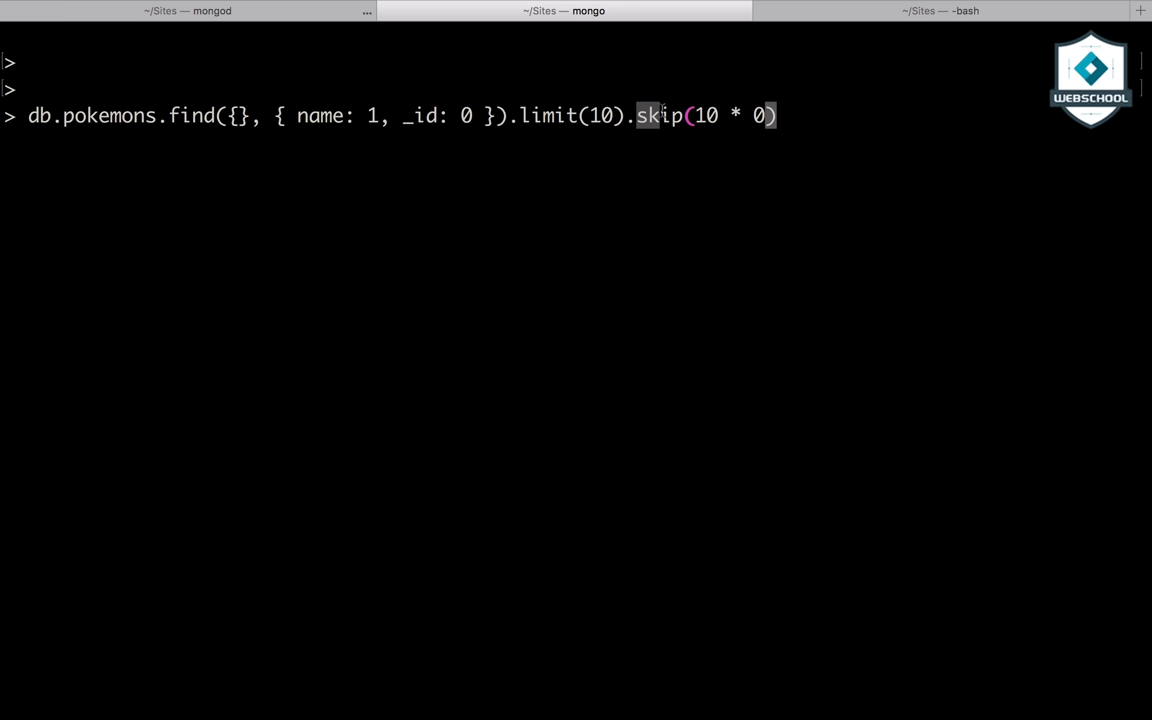 ~/Sites — mongod
...
~/Sites — mongo
~/Sites — -bash
+
>
>
> db.pokemons.find({}, { name: 1, _id: 0 }).limit(10).skip(10 * 0)
WEBSCHOOL